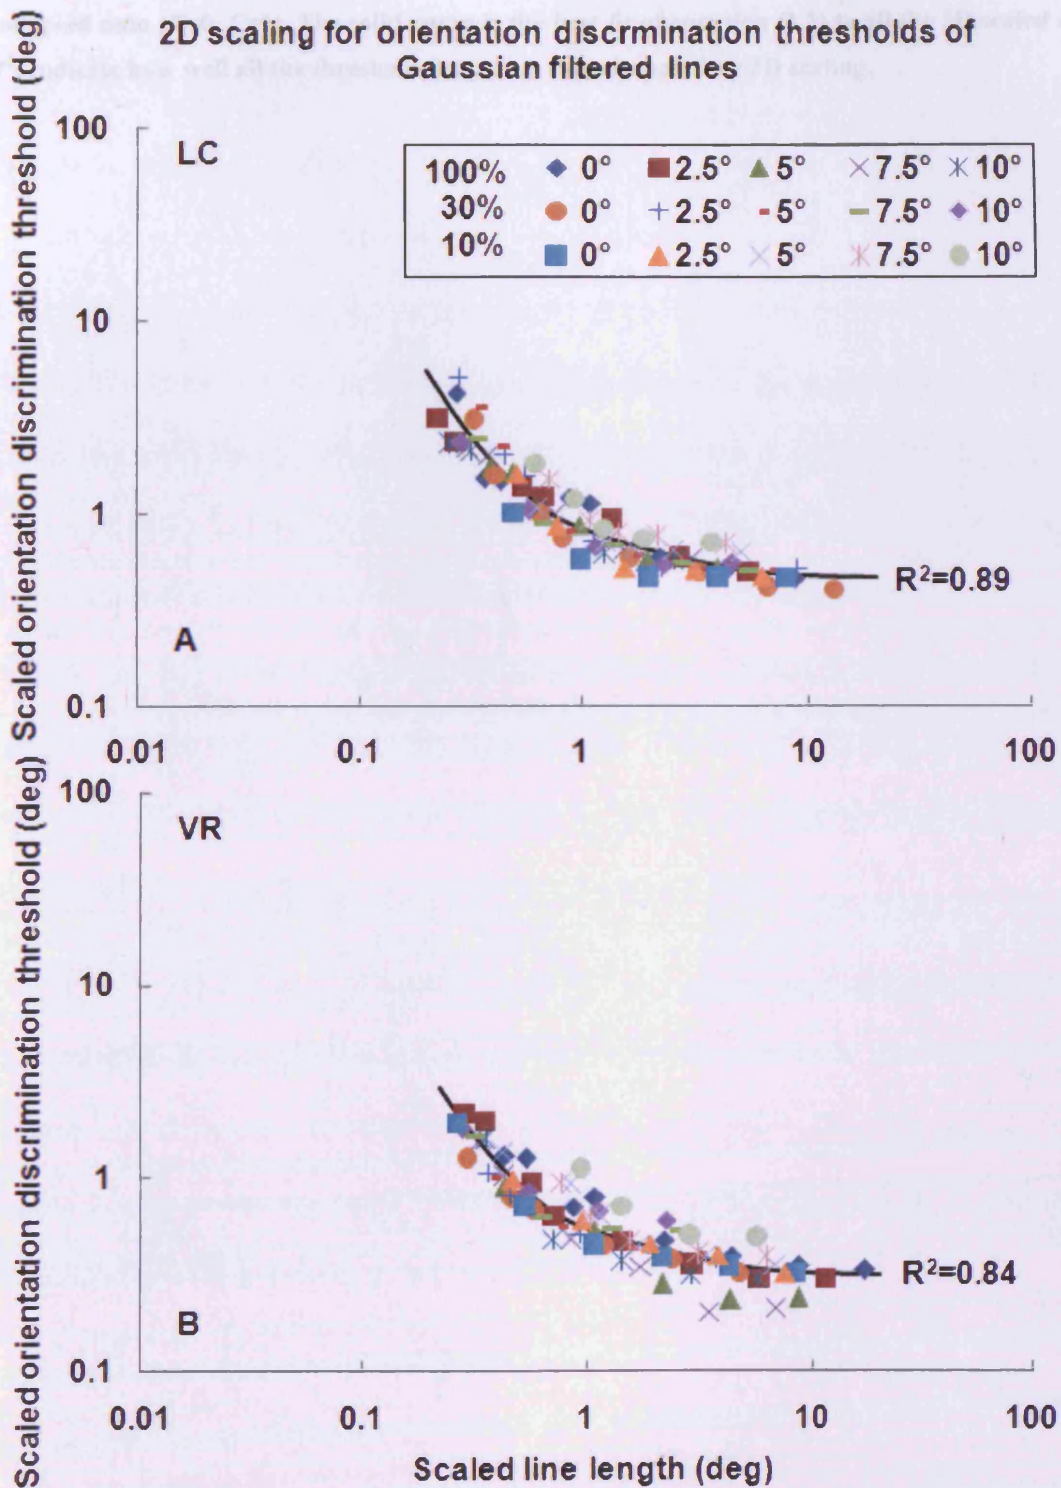 2D scaling for orientation discrmination thresholds of
Gaussian filtered lines
Scaled orientation discrimination threshold (deg)
100
10
1
0.1
LC
100% 0° 2.5° 5° 7.5° 10°
30% 0° 2.5° 5° 7.5° 10°
10% 0° 2.5° 5° 7.5° 10°
R²=0.89
A
0.01 0.1 1 10 100
Scaled orientation discrimination threshold (deg)
100
10
1
0.1
VR
R²=0.84
B
0.01 0.1 1 10 100
Scaled line length (deg)